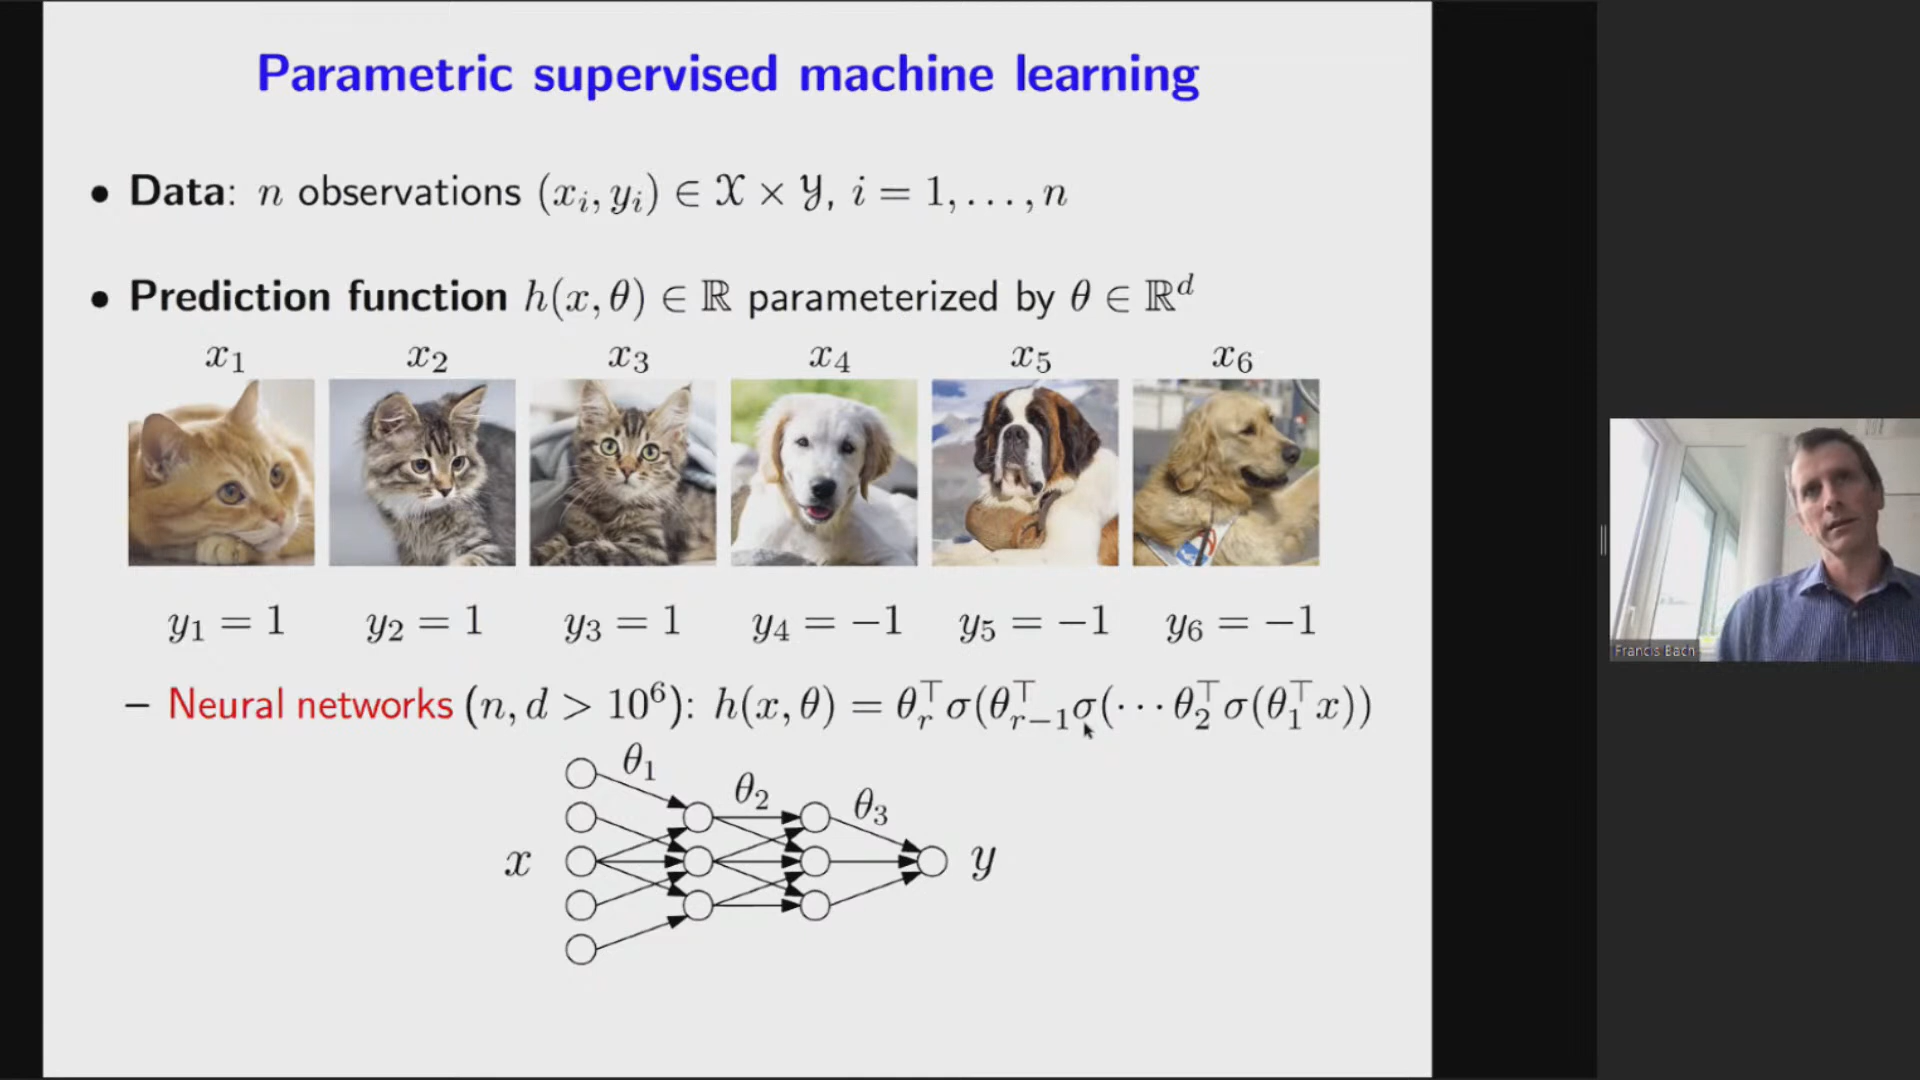 Parametric supervised machine learning
• Data: n observations (xᵢ, yᵢ) ∈ 𝒳 × 𝒴, i = 1, . . . , n
• Prediction function h(x, θ) ∈ ℝ parameterized by θ ∈ ℝᵈ
x₁ x₂ x₃ x₄ x₅ x₆
y₁ = 1 y₂ = 1 y₃ = 1 y₄ = −1 y₅ = −1 y₆ = −1
– Neural networks (n, d > 10⁶): h(x, θ) = θᵣ⊤σ(θᵣ₋₁⊤σ(· · · θ₂⊤σ(θ₁⊤x))
θ₁
θ₂
θ₃
x y
Francis Bach